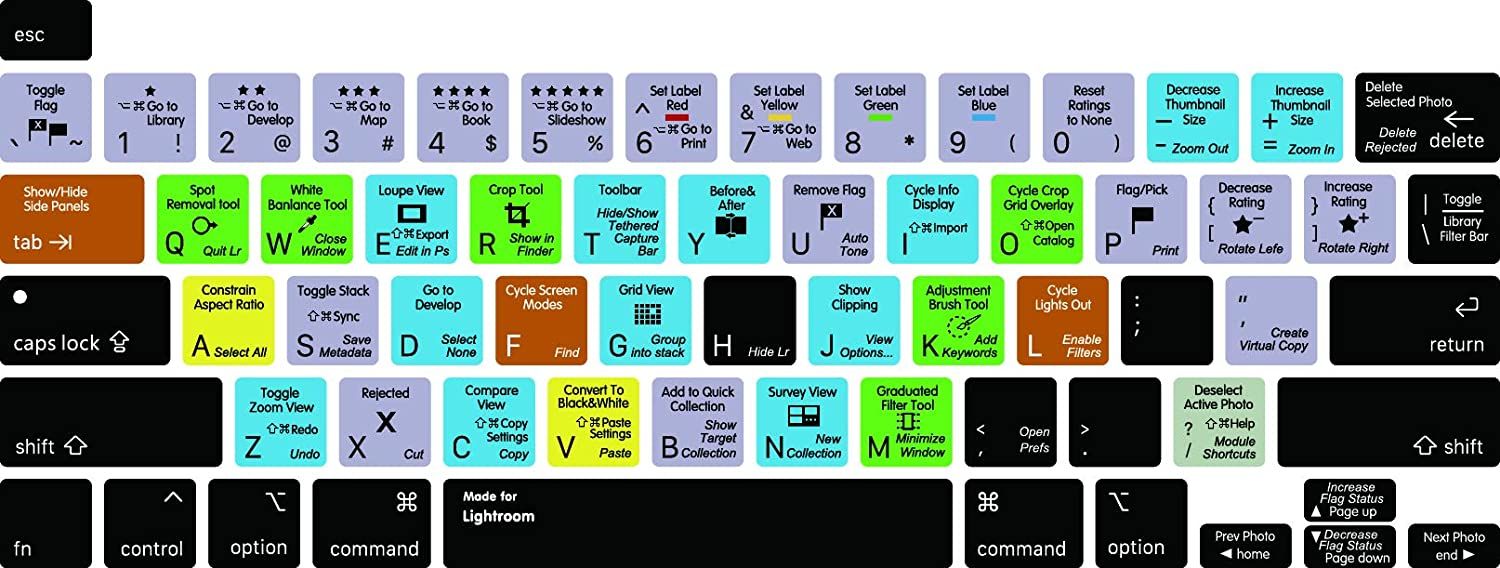 esc
Toggle
Flag
X
` ~
★
⌥⌘Go to
Library
1 !
★★
⌥⌘Go to
Develop
2 @
★★★
⌥⌘Go to
Map
3 #
★★★★
⌥⌘Go to
Book
4 $
★★★★★
⌥⌘Go to
Slideshow
5 %
Set Label
Red
^
⌥⌘Go to
6 Print
Set Label
Yellow
&
⌥⌘Go to
7 Web
Set Label
Green
8 *
Set Label
Blue
9 (
Reset
Ratings
to None
0 )
Decrease
Thumbnail
— Size
- Zoom Out
Increase
Thumbnail
+ Size
= Zoom In
Delete
Selected Photo
←
Delete
Rejected
delete
Show/Hide
Side Panels
tab →|
Spot
Removal tool
Q Quit Lr
White
Banlance Tool
W Close
Window
Loupe View
⇧⌘Export
E Edit in Ps
Crop Tool
R Show in
Finder
Toolbar
Hide/Show
Tethered
Capture
T Bar
Before&
After
Y
Remove Flag
X
U Auto
Tone
Cycle Info
Display
⇧⌘Import
I
Cycle Crop
Grid Overlay
⇧⌘Open
O Catalog
Flag/Pick
P Print
Decrease
Rating
{ ★−
[ Rotate Lefe
Increase
Rating
} ★+
] Rotate Right
| Toggle
Library
\ Filter Bar
caps lock ⇪
Constrain
Aspect Ratio
A Select All
Toggle Stack
⇧⌘Sync
S Save
Metadata
Go to
Develop
D Select
None
Cycle Screen
Modes
F Find
Grid View
G Group
into stack
H Hide Lr
Show
Clipping
J View
Options...
Adjustment
Brush Tool
K Add
Keywords
Cycle
Lights Out
L Enable
Filters
:
;
"
'
Create
Virtual Copy
↵
return
shift ⇧
Toggle
Zoom View
⇧⌘Redo
Z Undo
Rejected
X
X Cut
Compare
View
⇧⌘Copy
Settings
C Copy
Convert To
Black&White
⇧⌘Paste
Settings
V Paste
Add to Quick
Collection
Show
Target
B Collection
Survey View
N New
Collection
Graduated
Filter Tool
M Minimize
Window
< Open
, Prefs
>
.
Deselect
Active Photo
? ⇧⌘Help
/ Module
Shortcuts
⇧ shift
fn
^
control
⌥
option
⌘
command
Made for
Lightroom
⌘
command
⌥
option
Prev Photo
◀ home
Increase
Flag Status
▲ Page up
▼ Decrease
Flag Status
Page down
Next Photo
end ▶